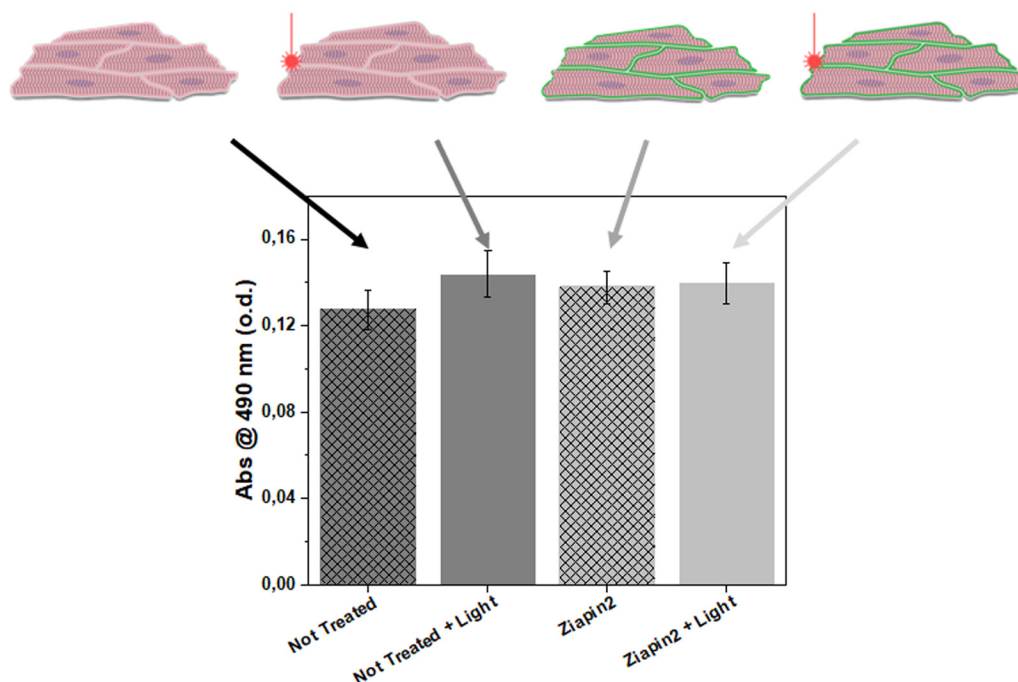 0,16
0,12
0,08
0,04
0,00
Abs @ 490 nm (o.d.)
Not Treated
Not Treated + Light
Ziapin2
Ziapin2 + Light